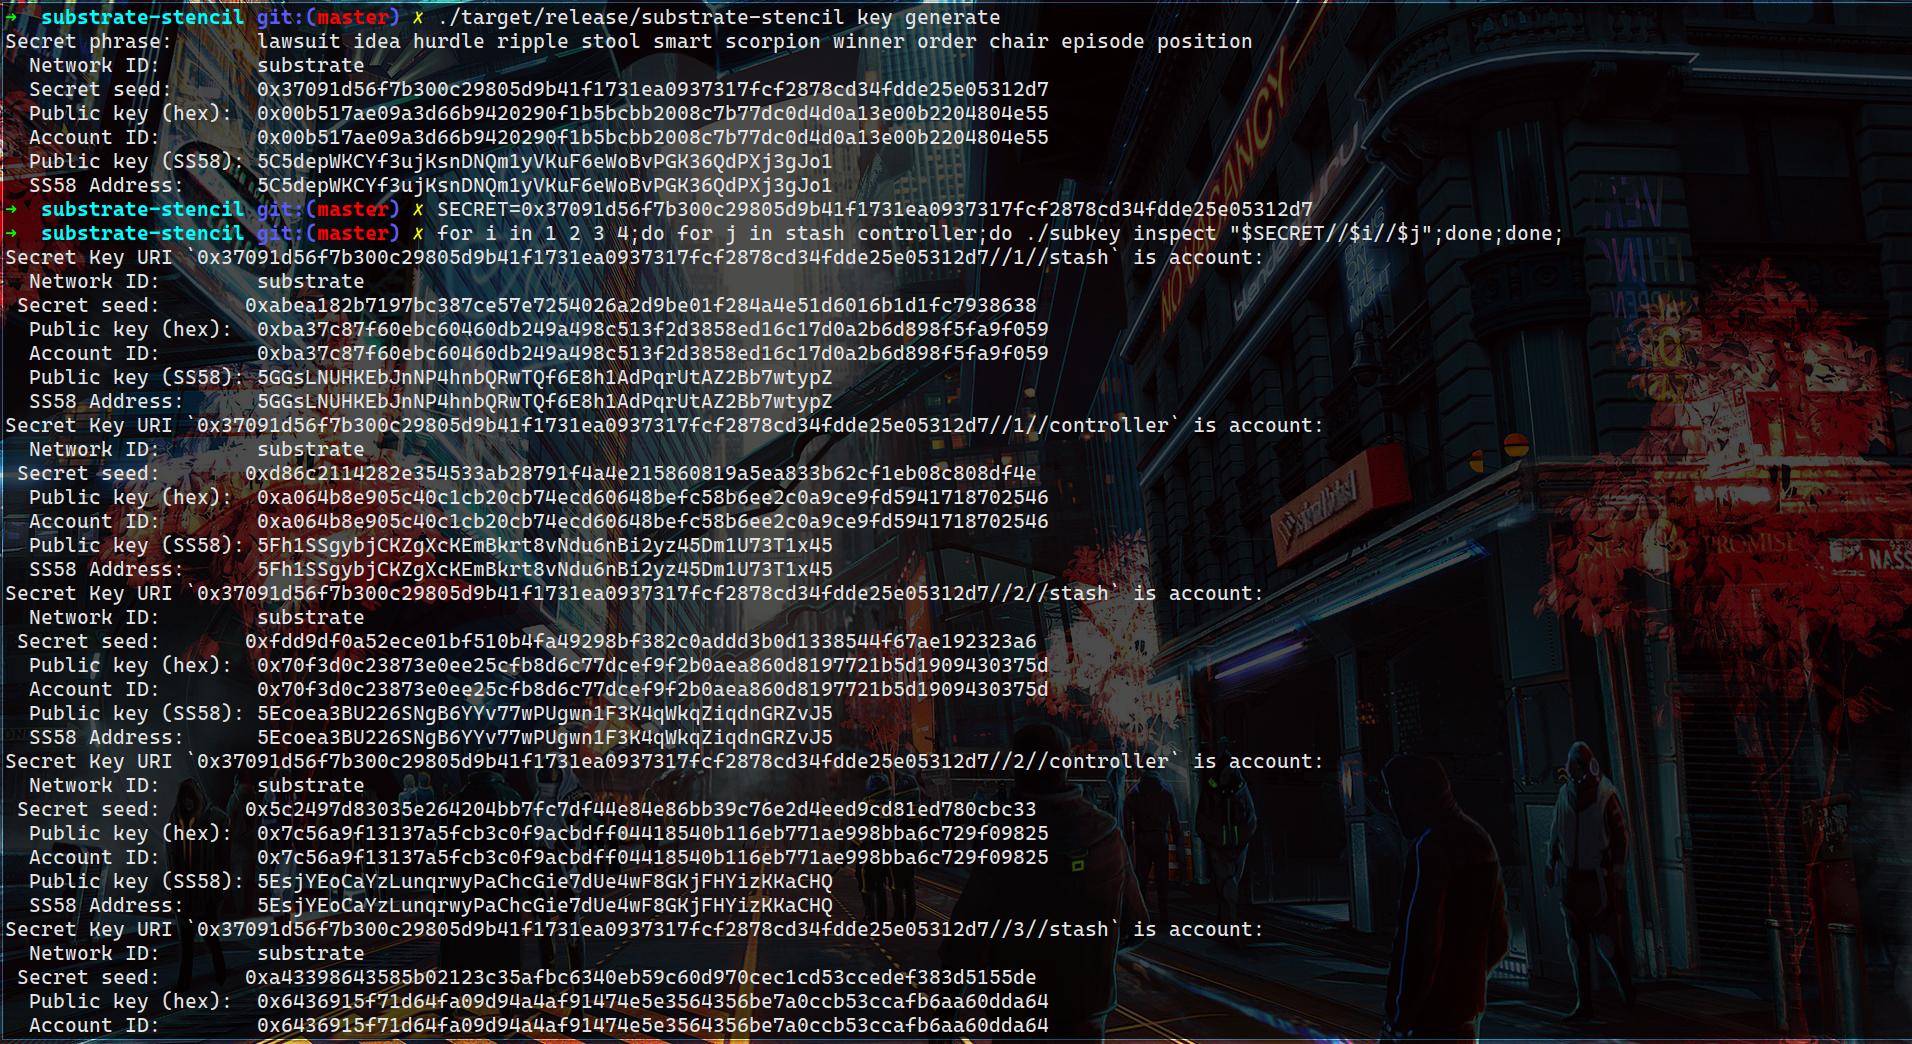 ➜  substrate-stencil git:(master) ✗ ./target/release/substrate-stencil key generate
Secret phrase:       lawsuit idea hurdle ripple stool smart scorpion winner order chair episode position
  Network ID:        substrate
  Secret seed:       0x37091d56f7b300c29805d9b41f1731ea0937317fcf2878cd34fdde25e05312d7
  Public key (hex):  0x00b517ae09a3d66b9420290f1b5bcbb2008c7b77dc0d4d0a13e00b2204804e55
  Account ID:        0x00b517ae09a3d66b9420290f1b5bcbb2008c7b77dc0d4d0a13e00b2204804e55
  Public key (SS58): 5C5depWKCYf3ujKsnDNQm1yVKuF6eWoBvPGK36QdPXj3gJo1
  SS58 Address:      5C5depWKCYf3ujKsnDNQm1yVKuF6eWoBvPGK36QdPXj3gJo1
➜  substrate-stencil git:(master) ✗ SECRET=0x37091d56f7b300c29805d9b41f1731ea0937317fcf2878cd34fdde25e05312d7
➜  substrate-stencil git:(master) ✗ for i in 1 2 3 4;do for j in stash controller;do ./subkey inspect "$SECRET//$i//$j";done;done;
Secret Key URI `0x37091d56f7b300c29805d9b41f1731ea0937317fcf2878cd34fdde25e05312d7//1//stash` is account:
  Network ID:        substrate
 Secret seed:       0xabea182b7197bc387ce57e7254026a2d9be01f284a4e51d6016b1d1fc7938638
  Public key (hex):  0xba37c87f60ebc60460db249a498c513f2d3858ed16c17d0a2b6d898f5fa9f059
  Account ID:        0xba37c87f60ebc60460db249a498c513f2d3858ed16c17d0a2b6d898f5fa9f059
  Public key (SS58): 5GGsLNUHKEbJnNP4hnbQRwTQf6E8h1AdPqrUtAZ2Bb7wtypZ
  SS58 Address:      5GGsLNUHKEbJnNP4hnbQRwTQf6E8h1AdPqrUtAZ2Bb7wtypZ
Secret Key URI `0x37091d56f7b300c29805d9b41f1731ea0937317fcf2878cd34fdde25e05312d7//1//controller` is account:
  Network ID:        substrate
 Secret seed:       0xd86c2114282e354533ab28791f4a4e215860819a5ea833b62cf1eb08c808df4e
  Public key (hex):  0xa064b8e905c40c1cb20cb74ecd60648befc58b6ee2c0a9ce9fd5941718702546
  Account ID:        0xa064b8e905c40c1cb20cb74ecd60648befc58b6ee2c0a9ce9fd5941718702546
  Public key (SS58): 5Fh1SSgybjCKZgXcKEmBkrt8vNdu6nBi2yz45Dm1U73T1x45
  SS58 Address:      5Fh1SSgybjCKZgXcKEmBkrt8vNdu6nBi2yz45Dm1U73T1x45
Secret Key URI `0x37091d56f7b300c29805d9b41f1731ea0937317fcf2878cd34fdde25e05312d7//2//stash` is account:
  Network ID:        substrate
 Secret seed:       0xfdd9df0a52ece01bf510b4fa49298bf382c0addd3b0d1338544f67ae192323a6
  Public key (hex):  0x70f3d0c23873e0ee25cfb8d6c77dcef9f2b0aea860d8197721b5d1909430375d
  Account ID:        0x70f3d0c23873e0ee25cfb8d6c77dcef9f2b0aea860d8197721b5d1909430375d
  Public key (SS58): 5Ecoea3BU226SNgB6YYv77wPUgwn1F3K4qWkqZiqdnGRZvJ5
  SS58 Address:      5Ecoea3BU226SNgB6YYv77wPUgwn1F3K4qWkqZiqdnGRZvJ5
Secret Key URI `0x37091d56f7b300c29805d9b41f1731ea0937317fcf2878cd34fdde25e05312d7//2//controller` is account:
  Network ID:        substrate
 Secret seed:       0x5c2497d83035e264204bb7fc7df44e84e86bb39c76e2d4eed9cd81ed780cbc33
  Public key (hex):  0x7c56a9f13137a5fcb3c0f9acbdff04418540b116eb771ae998bba6c729f09825
  Account ID:        0x7c56a9f13137a5fcb3c0f9acbdff04418540b116eb771ae998bba6c729f09825
  Public key (SS58): 5EsjYEoCaYzLunqrwyPaChcGie7dUe4wF8GKjFHYizKKaCHQ
  SS58 Address:      5EsjYEoCaYzLunqrwyPaChcGie7dUe4wF8GKjFHYizKKaCHQ
Secret Key URI `0x37091d56f7b300c29805d9b41f1731ea0937317fcf2878cd34fdde25e05312d7//3//stash` is account:
  Network ID:        substrate
 Secret seed:       0xa43398643585b02123c35afbc6340eb59c60d970cec1cd53ccedef383d5155de
  Public key (hex):  0x6436915f71d64fa09d94a4af91474e5e3564356be7a0ccb53ccafb6aa60dda64
  Account ID:        0x6436915f71d64fa09d94a4af91474e5e3564356be7a0ccb53ccafb6aa60dda64
NO VACANCY
PROMISE
NASS